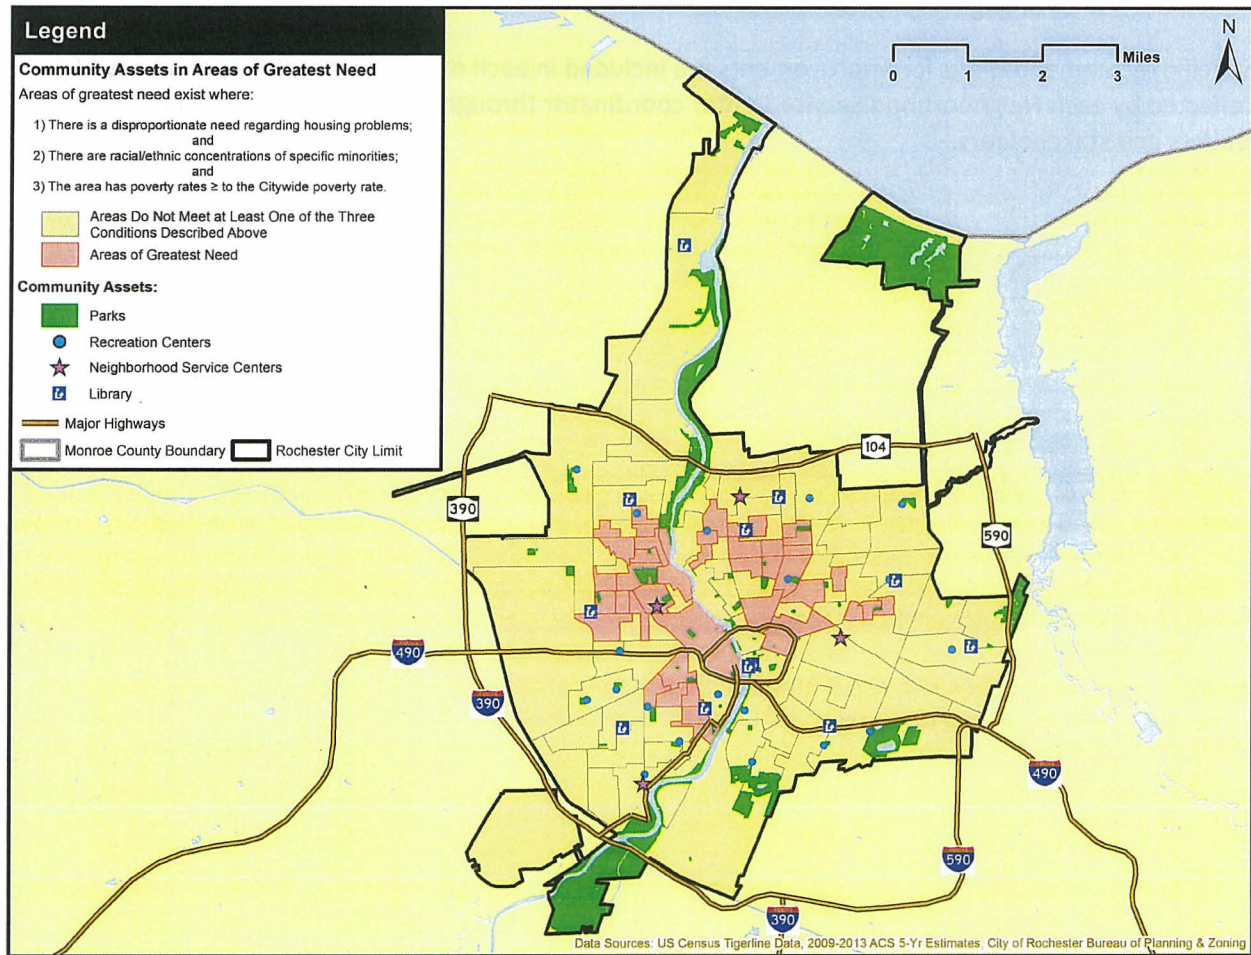 Legend
Community Assets in Areas of Greatest Need
Areas of greatest need exist where:
1) There is a disproportionate need regarding housing problems;
and
2) There are racial/ethnic concentrations of specific minorities;
and
3) The area has poverty rates ≥ to the Citywide poverty rate.
Areas Do Not Meet at Least One of the Three
Conditions Described Above
Areas of Greatest Need
Community Assets:
Parks
Recreation Centers
Neighborhood Service Centers
Library
Major Highways
Monroe County Boundary
Rochester City Limit
N
0 1 2 3 Miles
104
390
590
490
390
490
590
390
Data Sources: US Census Tigerline Data, 2009-2013 ACS 5-Yr Estimates, City of Rochester Bureau of Planning & Zoning